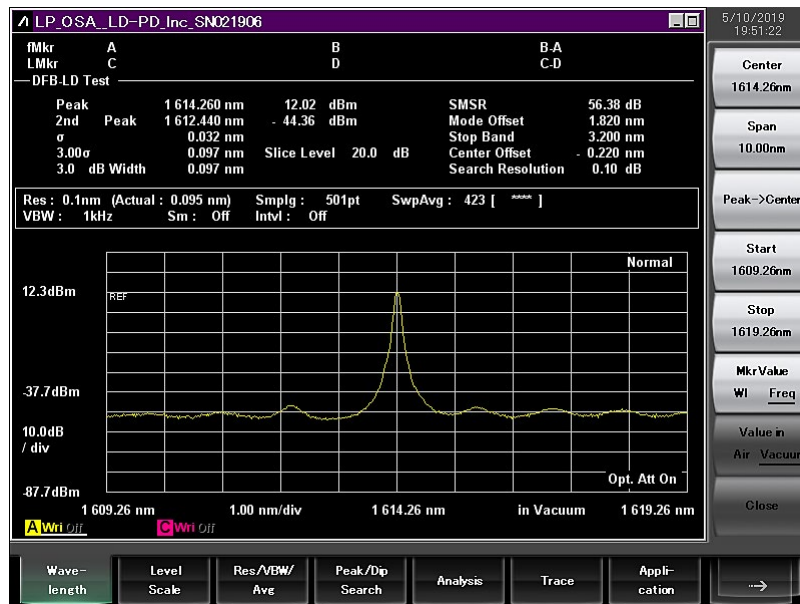 LP_OSA__LD-PD_Inc_SN021906
5/10/2019
19:51:22
fMkr A B B-A
LMkr C D C-D
DFB-LD Test
Peak 1 614.260 nm 12.02 dBm SMSR 56.38 dB
2nd Peak 1 612.440 nm - 44.36 dBm Mode Offset 1.820 nm
σ 0.032 nm Stop Band 3.200 nm
3.00σ 0.097 nm Slice Level 20.0 dB Center Offset - 0.220 nm
3.0 dB Width 0.097 nm Search Resolution 0.10 dB
Res : 0.1nm (Actual : 0.095 nm) Smplg : 501pt SwpAvg : 423 [ **** ]
VBW : 1kHz Sm : Off Intvl : Off
Normal
12.3dBm
REF
-37.7dBm
10.0dB
/ div
Opt. Att On
-87.7dBm
1 609.26 nm 1.00 nm/div 1 614.26 nm in Vacuum 1 619.26 nm
A Wri Off C Wri Off
Center
1614.26nm
Span
10.00nm
Peak->Center
Start
1609.26nm
Stop
1619.26nm
Mkr Value
Wl Freq
Value in
Air Vacuum
Close
Wave-
length
Level
Scale
Res/VBW/
Avg
Peak/Dip
Search
Analysis
Trace
Appli-
cation